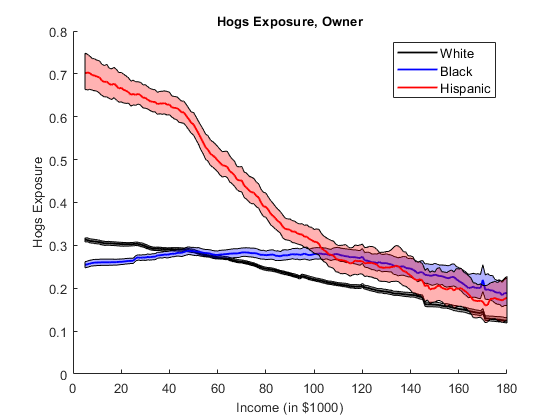 Hogs Exposure, Owner
White
Black
Hispanic
Hogs Exposure
0.8
0.7
0.6
0.5
0.4
0.3
0.2
0.1
0
0 20 40 60 80 100 120 140 160 180
Income (in $1000)